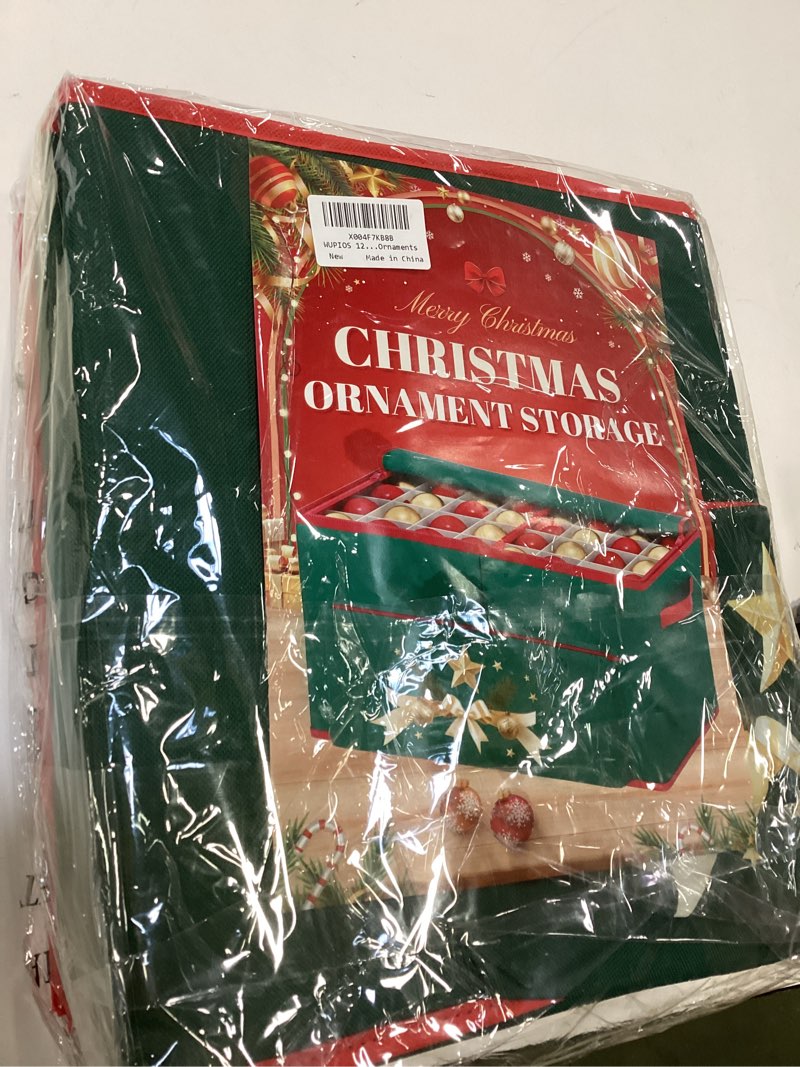 X004F7KB8B
WUPIOS 12...Ornaments
New Made in China
Merry Christmas
CHRISTMAS
ORNAMENT STORAGE